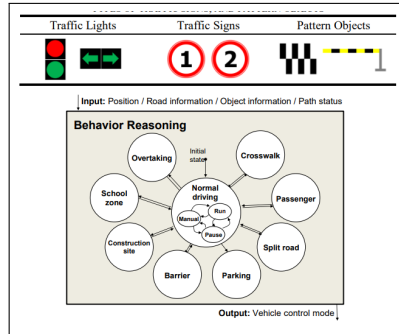 Traffic Lights Traffic Signs Pattern Objects
1 2
Input: Position / Road information / Object information / Path status
Behavior Reasoning
Initial
state
Overtaking
Crosswalk
Normal
driving
School
zone
Manual
Run
Pause
Passenger
Construction
site
Split road
Barrier
Parking
Output: Vehicle control mode